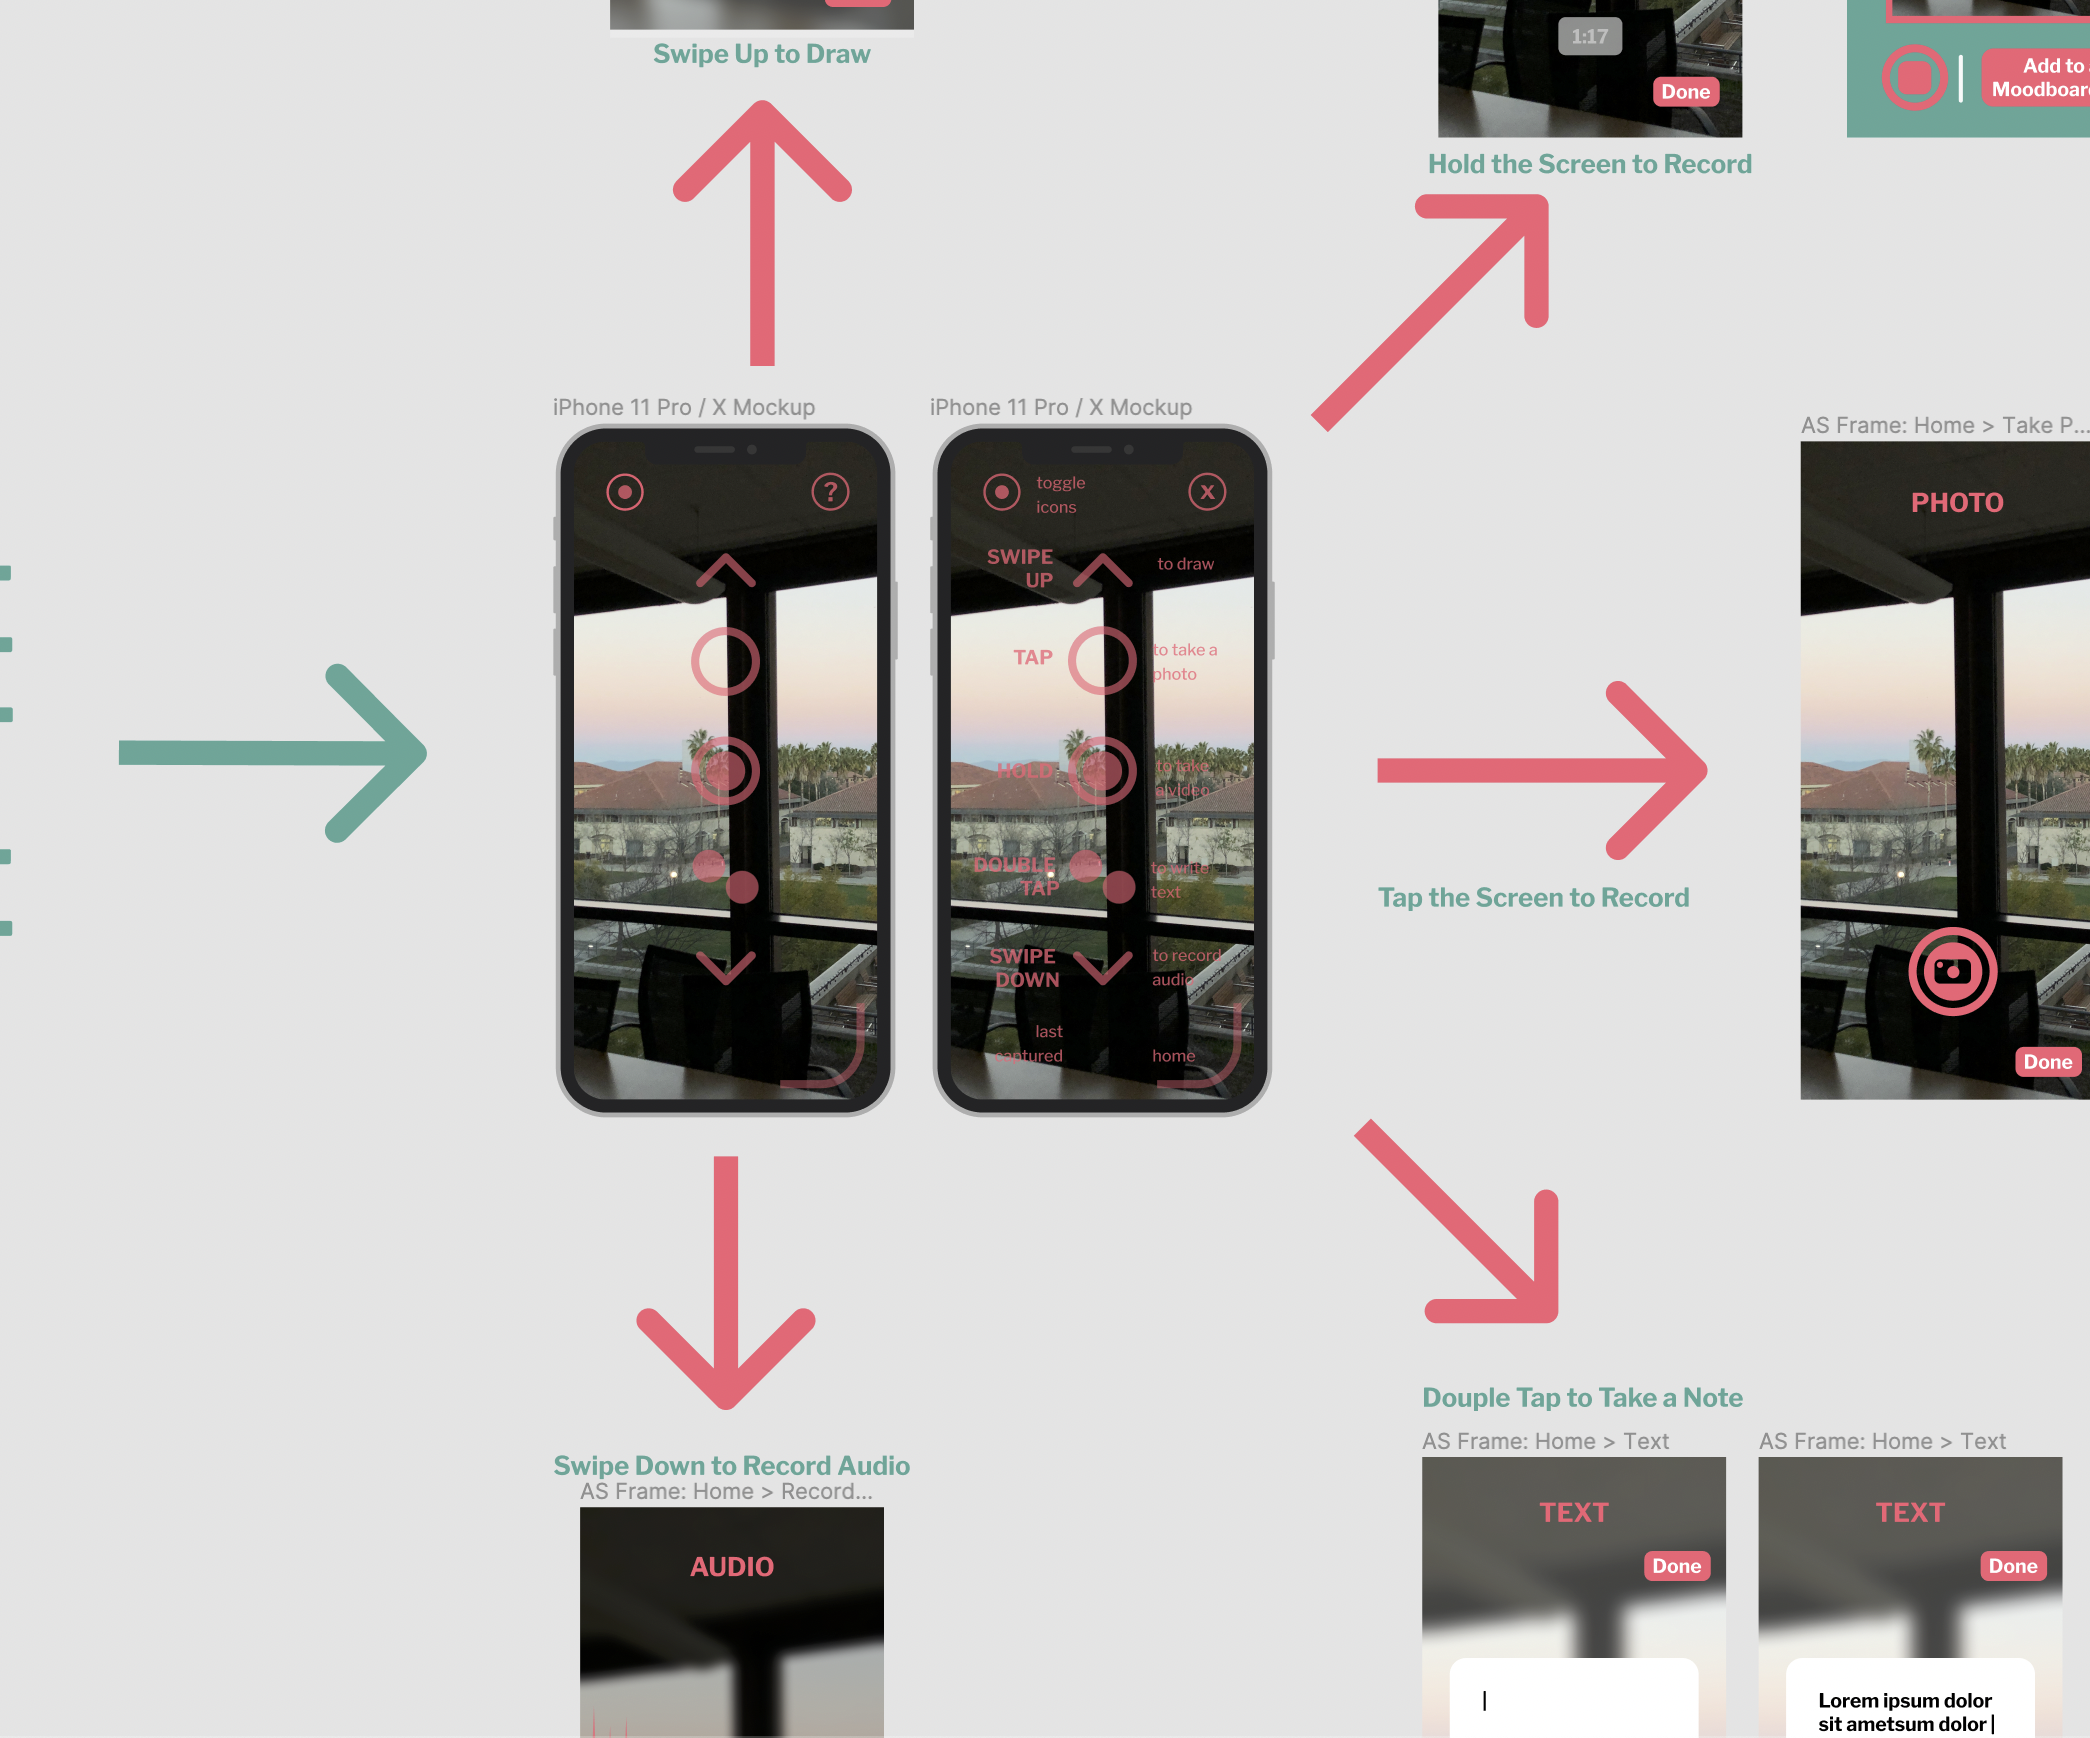 Swipe Up to Draw
1:17
Done
Add to a
Moodboar
Hold the Screen to Record
iPhone 11 Pro / X Mockup
iPhone 11 Pro / X Mockup
AS Frame: Home > Take P...
?
toggle
icons
X
SWIPE
UP
to draw
TAP
to take a
photo
HOLD
to take
a video
DOUBLE
TAP
to write
text
SWIPE
DOWN
to record
audio
last
captured
home
PHOTO
Done
Tap the Screen to Record
Douple Tap to Take a Note
AS Frame: Home > Text
AS Frame: Home > Text
Swipe Down to Record Audio
AS Frame: Home > Record...
AUDIO
TEXT
Done
TEXT
Done
Lorem ipsum dolor
sit ametsum dolor